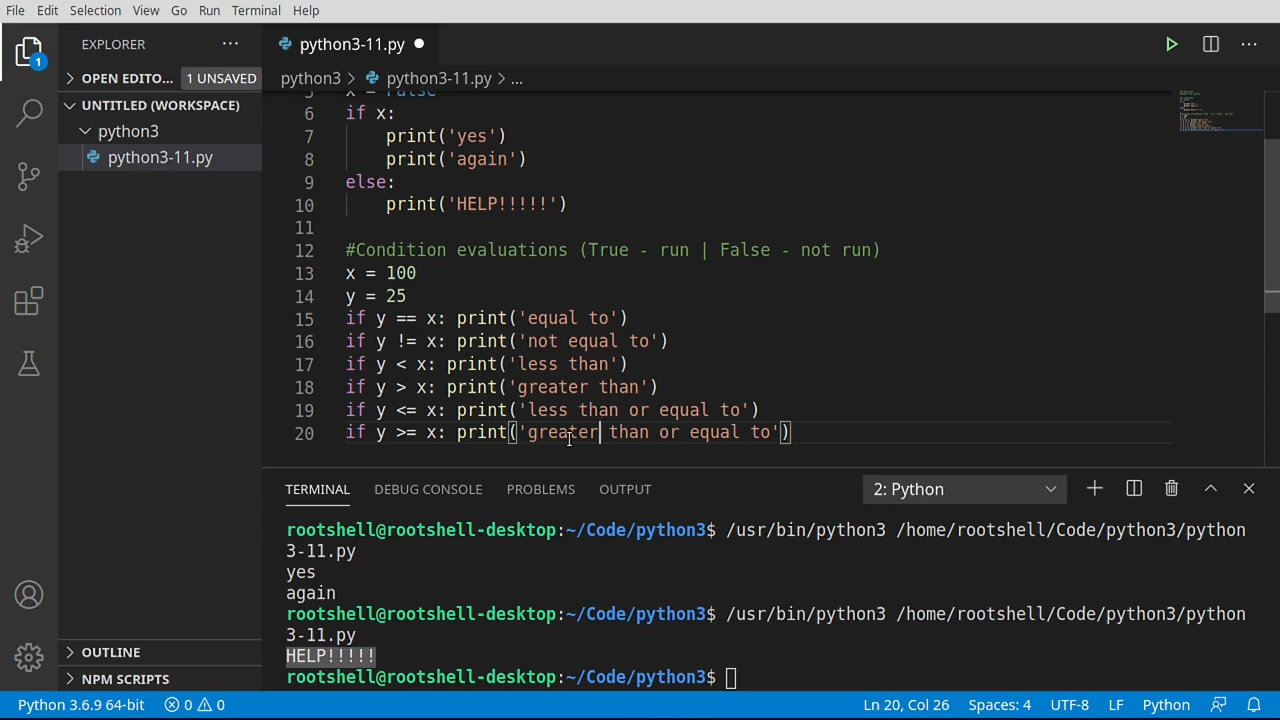 File Edit Selection View Go Run Terminal Help
EXPLORER
python3-11.py
OPEN EDITO... 1 UNSAVED
python3 > python3-11.py > ...
UNTITLED (WORKSPACE)
python3
python3-11.py
1
5 x = False
6 if x:
7 print('yes')
8 print('again')
9 else:
10 print('HELP!!!!!')
11
12 #Condition evaluations (True - run | False - not run)
13 x = 100
14 y = 25
15 if y == x: print('equal to')
16 if y != x: print('not equal to')
17 if y < x: print('less than')
18 if y > x: print('greater than')
19 if y <= x: print('less than or equal to')
20 if y >= x: print('greater than or equal to')
TERMINAL DEBUG CONSOLE PROBLEMS OUTPUT 2: Python
rootshell@rootshell-desktop:~/Code/python3$ /usr/bin/python3 /home/rootshell/Code/python3/python
3-11.py
yes
again
rootshell@rootshell-desktop:~/Code/python3$ /usr/bin/python3 /home/rootshell/Code/python3/python
3-11.py
HELP!!!!!
rootshell@rootshell-desktop:~/Code/python3$
OUTLINE
NPM SCRIPTS
Python 3.6.9 64-bit 0 0 Ln 20, Col 26 Spaces: 4 UTF-8 LF Python